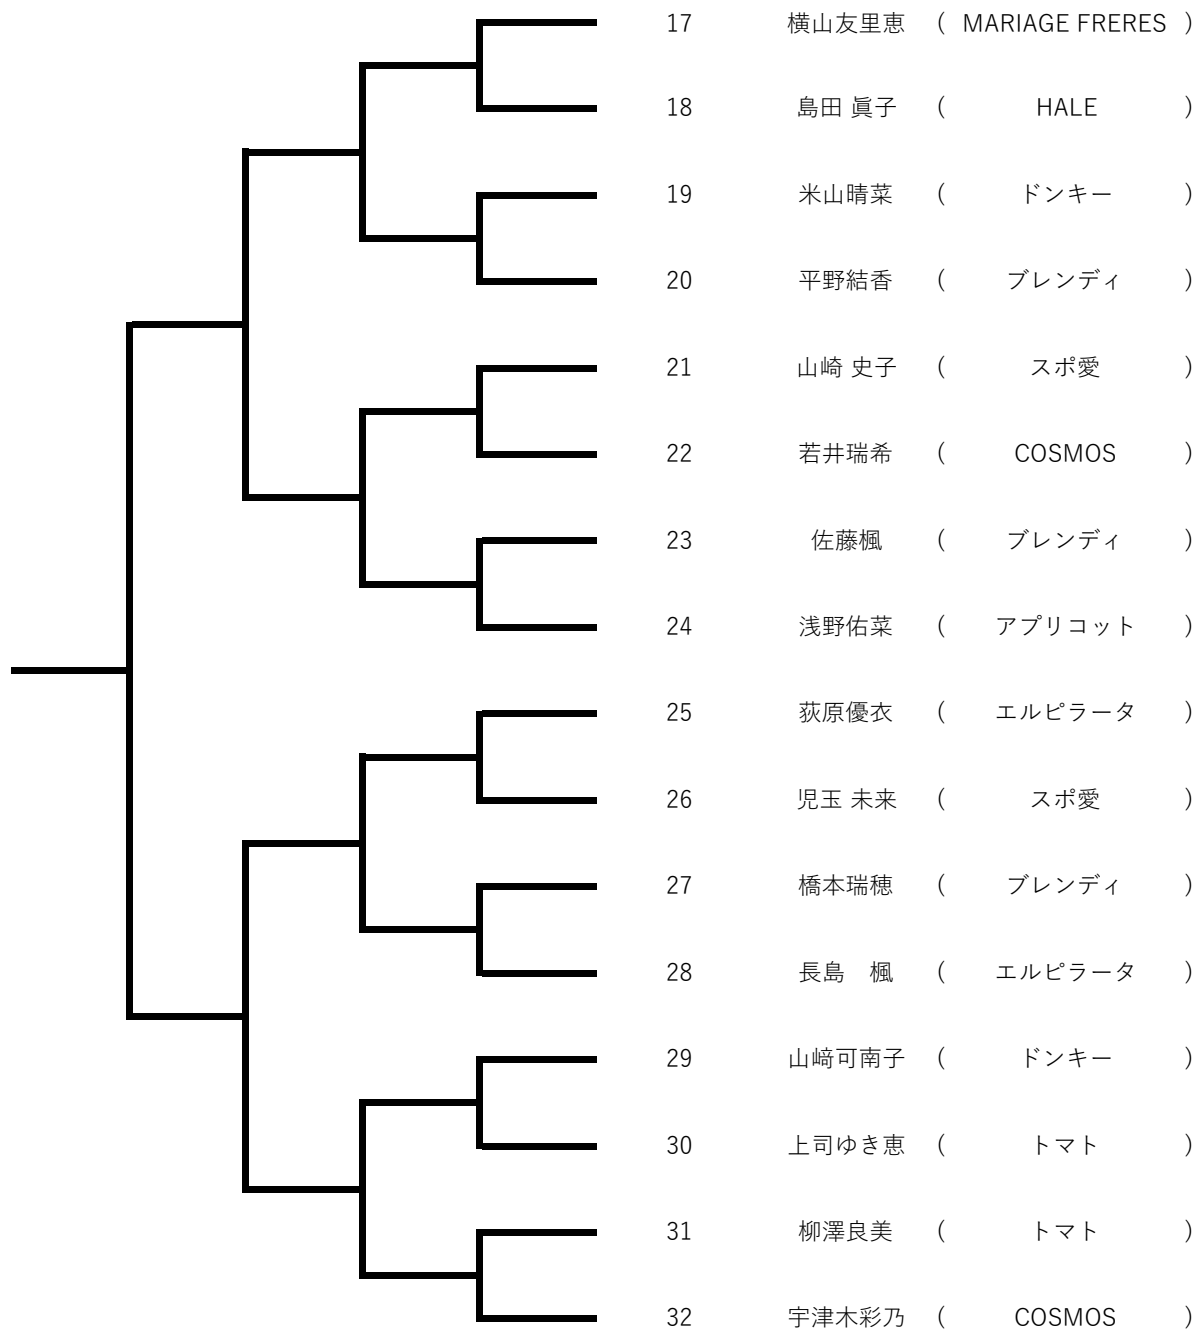 17 横山友里恵 ( MARIAGE FRERES )
18 島田 眞子 ( HALE )
19 米山晴菜 ( ドンキー )
20 平野結香 ( ブレンディ )
21 山崎 史子 ( スポ愛 )
22 若井瑞希 ( COSMOS )
23 佐藤楓 ( ブレンディ )
24 浅野佑菜 ( アプリコット )
25 荻原優衣 ( エルピラータ )
26 児玉 未来 ( スポ愛 )
27 橋本瑞穂 ( ブレンディ )
28 長島　楓 ( エルピラータ )
29 山﨑可南子 ( ドンキー )
30 上司ゆき恵 ( トマト )
31 柳澤良美 ( トマト )
32 宇津木彩乃 ( COSMOS )